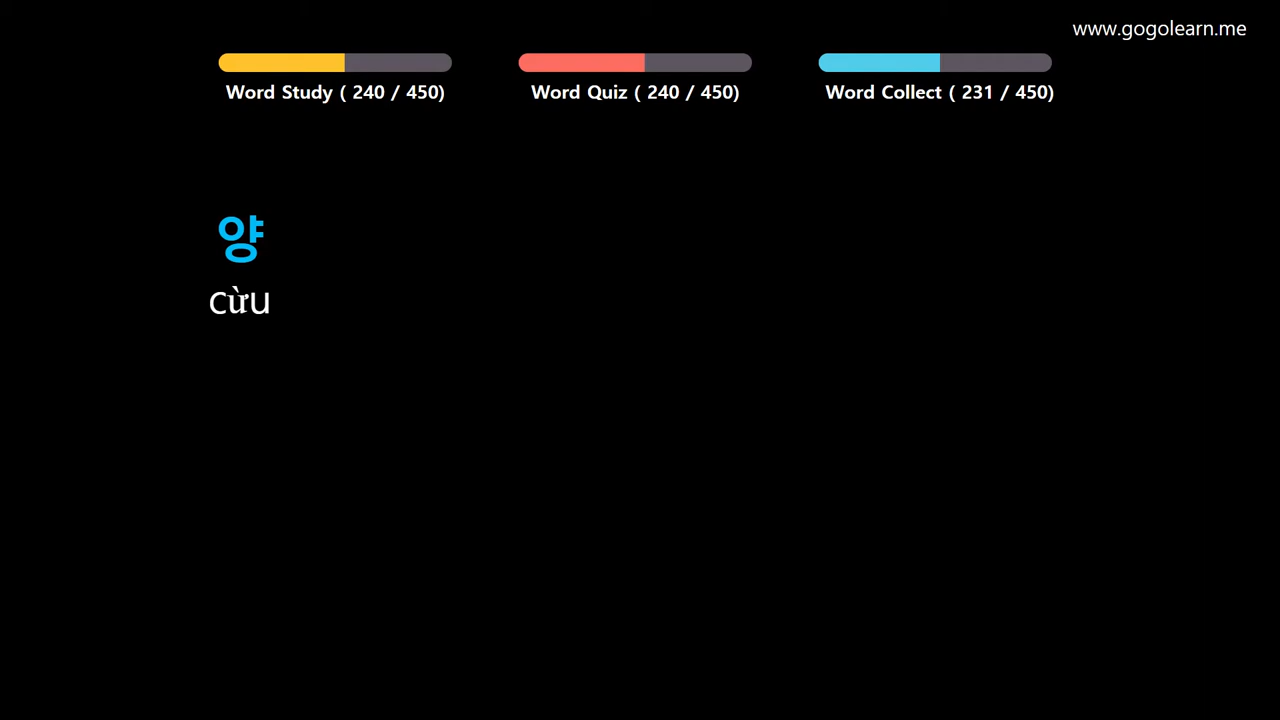 www.gogolearn.me
Word Study ( 240 / 450)
Word Quiz ( 240 / 450)
Word Collect ( 231 / 450)
양
cừu